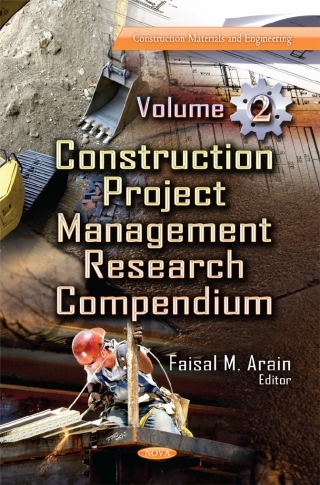 Construction Materials and Engineering
Volume 2
Construction
Project
Management
Research
Compendium
Faisal M. Arain
Editor
NOVA